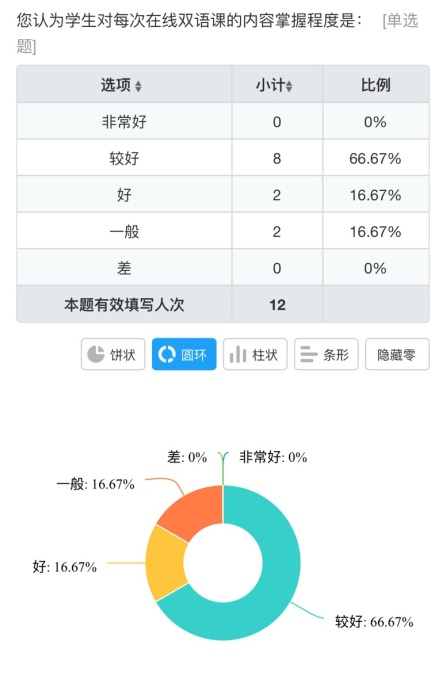 您认为学生对每次在线双语课的内容掌握程度是： [单选
题]
选项 小计 比例
非常好 0 0%
较好 8 66.67%
好 2 16.67%
一般 2 16.67%
差 0 0%
本题有效填写人次 12
饼状 圆环 柱状 条形 隐藏零
差: 0% 非常好: 0%
一般: 16.67%
好: 16.67%
较好: 66.67%